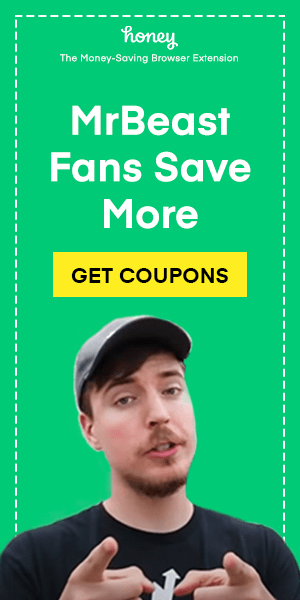 honey
The Money-Saving Browser Extension
MrBeast
Fans Save
More
GET COUPONS